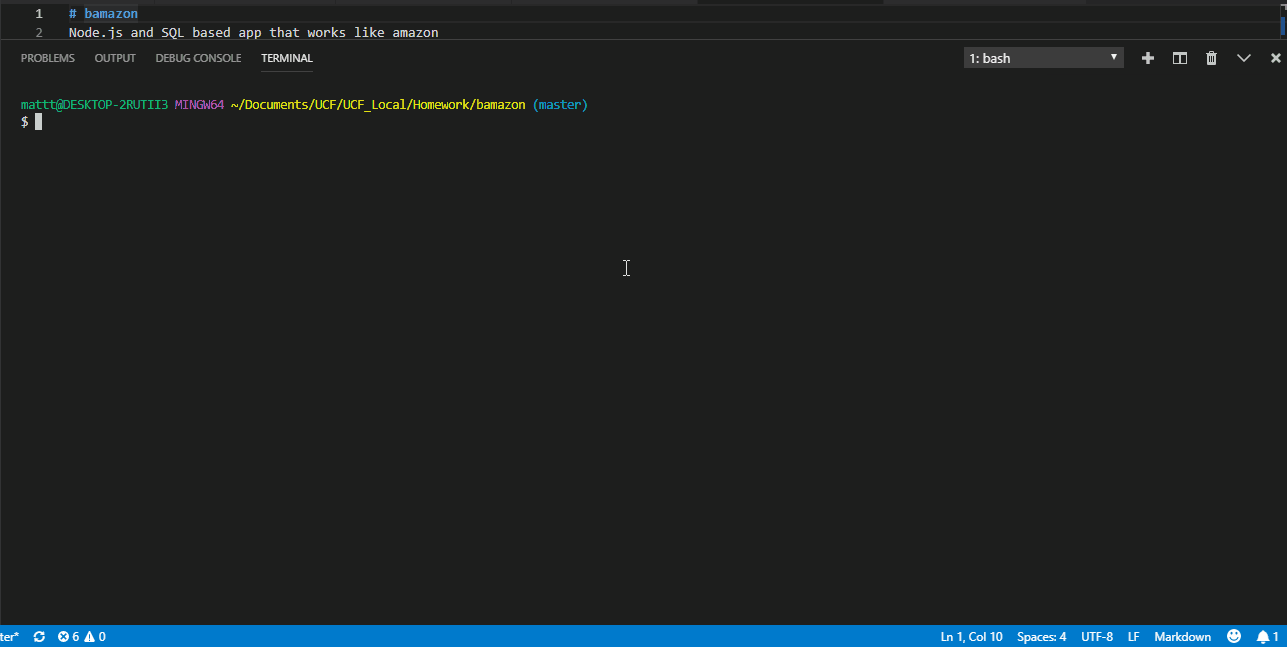 1 # bamazon
2 Node.js and SQL based app that works like amazon
PROBLEMS OUTPUT DEBUG CONSOLE TERMINAL 1: bash
mattt@DESKTOP-2RUTII3 MINGW64 ~/Documents/UCF/UCF_Local/Homework/bamazon (master)
$
ter* 6 0 Ln 1, Col 10 Spaces: 4 UTF-8 LF Markdown 1